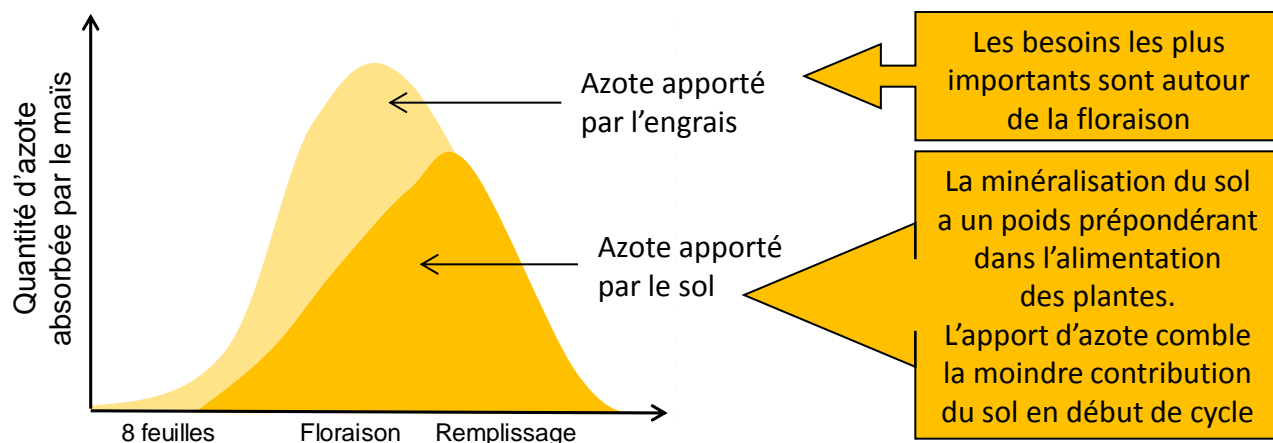 Quantité d'azote
absorbée par le maïs
Azote apporté
par l'engrais
Les besoins les plus
importants sont autour
de la floraison
Azote apporté
par le sol
La minéralisation du sol
a un poids prépondérant
dans l'alimentation
des plantes.
L'apport d'azote comble
la moindre contribution
du sol en début de cycle
8 feuilles
Floraison
Remplissage